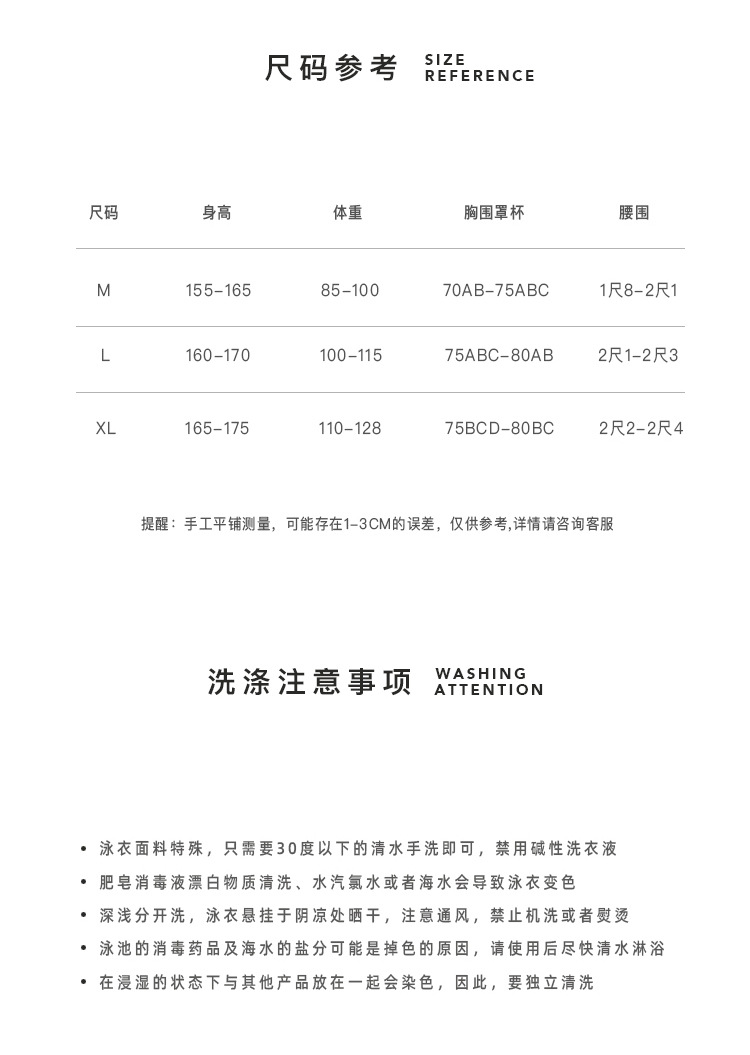 尺码参考 SIZE
REFERENCE
尺码 身高 体重 胸围罩杯 腰围
M 155-165 85-100 70AB-75ABC 1尺8-2尺1
L 160-170 100-115 75ABC-80AB 2尺1-2尺3
XL 165-175 110-128 75BCD-80BC 2尺2-2尺4
提醒：手工平铺测量，可能存在1-3CM的误差，仅供参考,详情请咨询客服
洗涤注意事项 WASHING
ATTENTION
• 泳衣面料特殊，只需要30度以下的清水手洗即可，禁用碱性洗衣液
• 肥皂消毒液漂白物质清洗、水汽氯水或者海水会导致泳衣变色
• 深浅分开洗，泳衣悬挂于阴凉处晒干，注意通风，禁止机洗或者熨烫
• 泳池的消毒药品及海水的盐分可能是掉色的原因，请使用后尽快清水淋浴
• 在浸湿的状态下与其他产品放在一起会染色，因此，要独立清洗